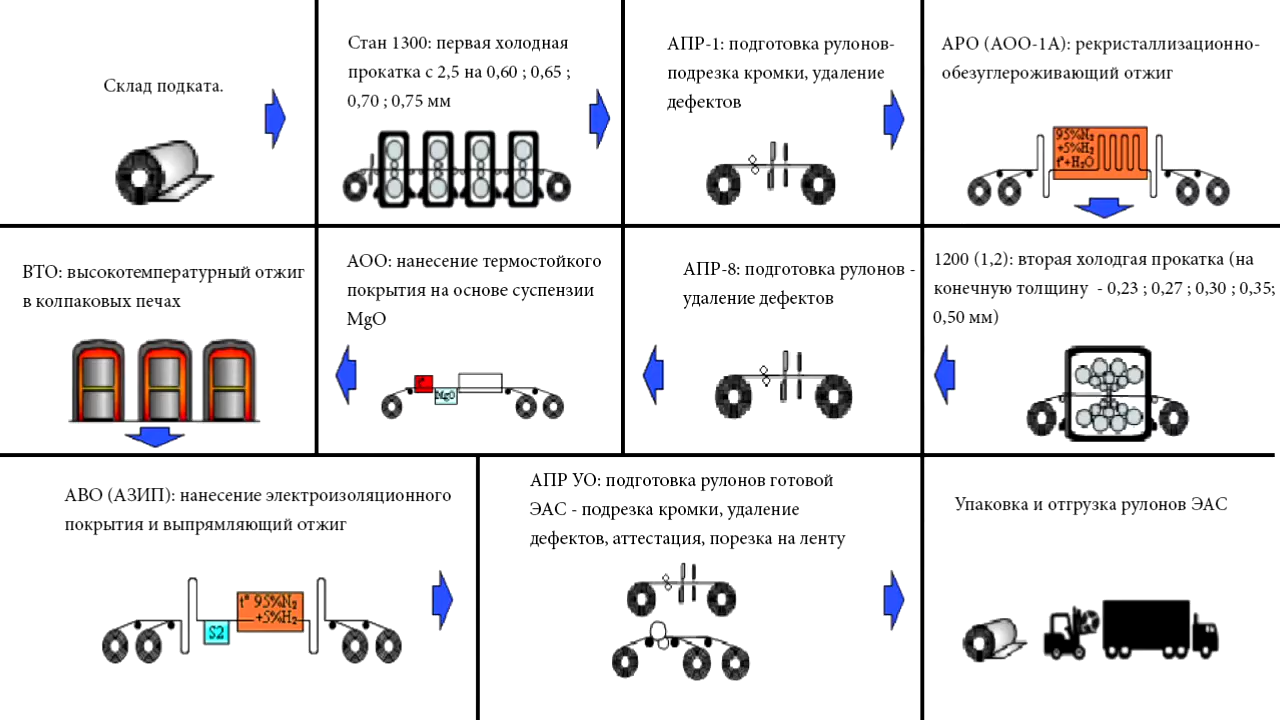 Склад подката.
Стан 1300: первая холодная
прокатка с 2,5 на 0,60 ; 0,65 ;
0,70 ; 0,75 мм
АПР-1: подготовка рулонов-
подрезка кромки, удаление
дефектов
АРО (АОО-1А): рекристаллизационно-
обезуглероживающий отжиг
95%N₂
+5%H₂
t°+H₂O
ВТО: высокотемпературный отжиг
в колпаковых печах
АОО: нанесение термостойкого
покрытия на основе суспензии
MgO
t°
MgO
АПР-8: подготовка рулонов -
удаление дефектов
1200 (1,2): вторая холодгая прокатка (на
конечную толщину - 0,23 ; 0,27 ; 0,30 ; 0,35;
0,50 мм)
АВО (АЗИП): нанесение электроизоляционного
покрытия и выпрямляющий отжиг
t° 95%N₂
+5%H₂
S2
АПР УО: подготовка рулонов готовой
ЭАС - подрезка кромки, удаление
дефектов, аттестация, порезка на ленту
Упаковка и отгрузка рулонов ЭАС